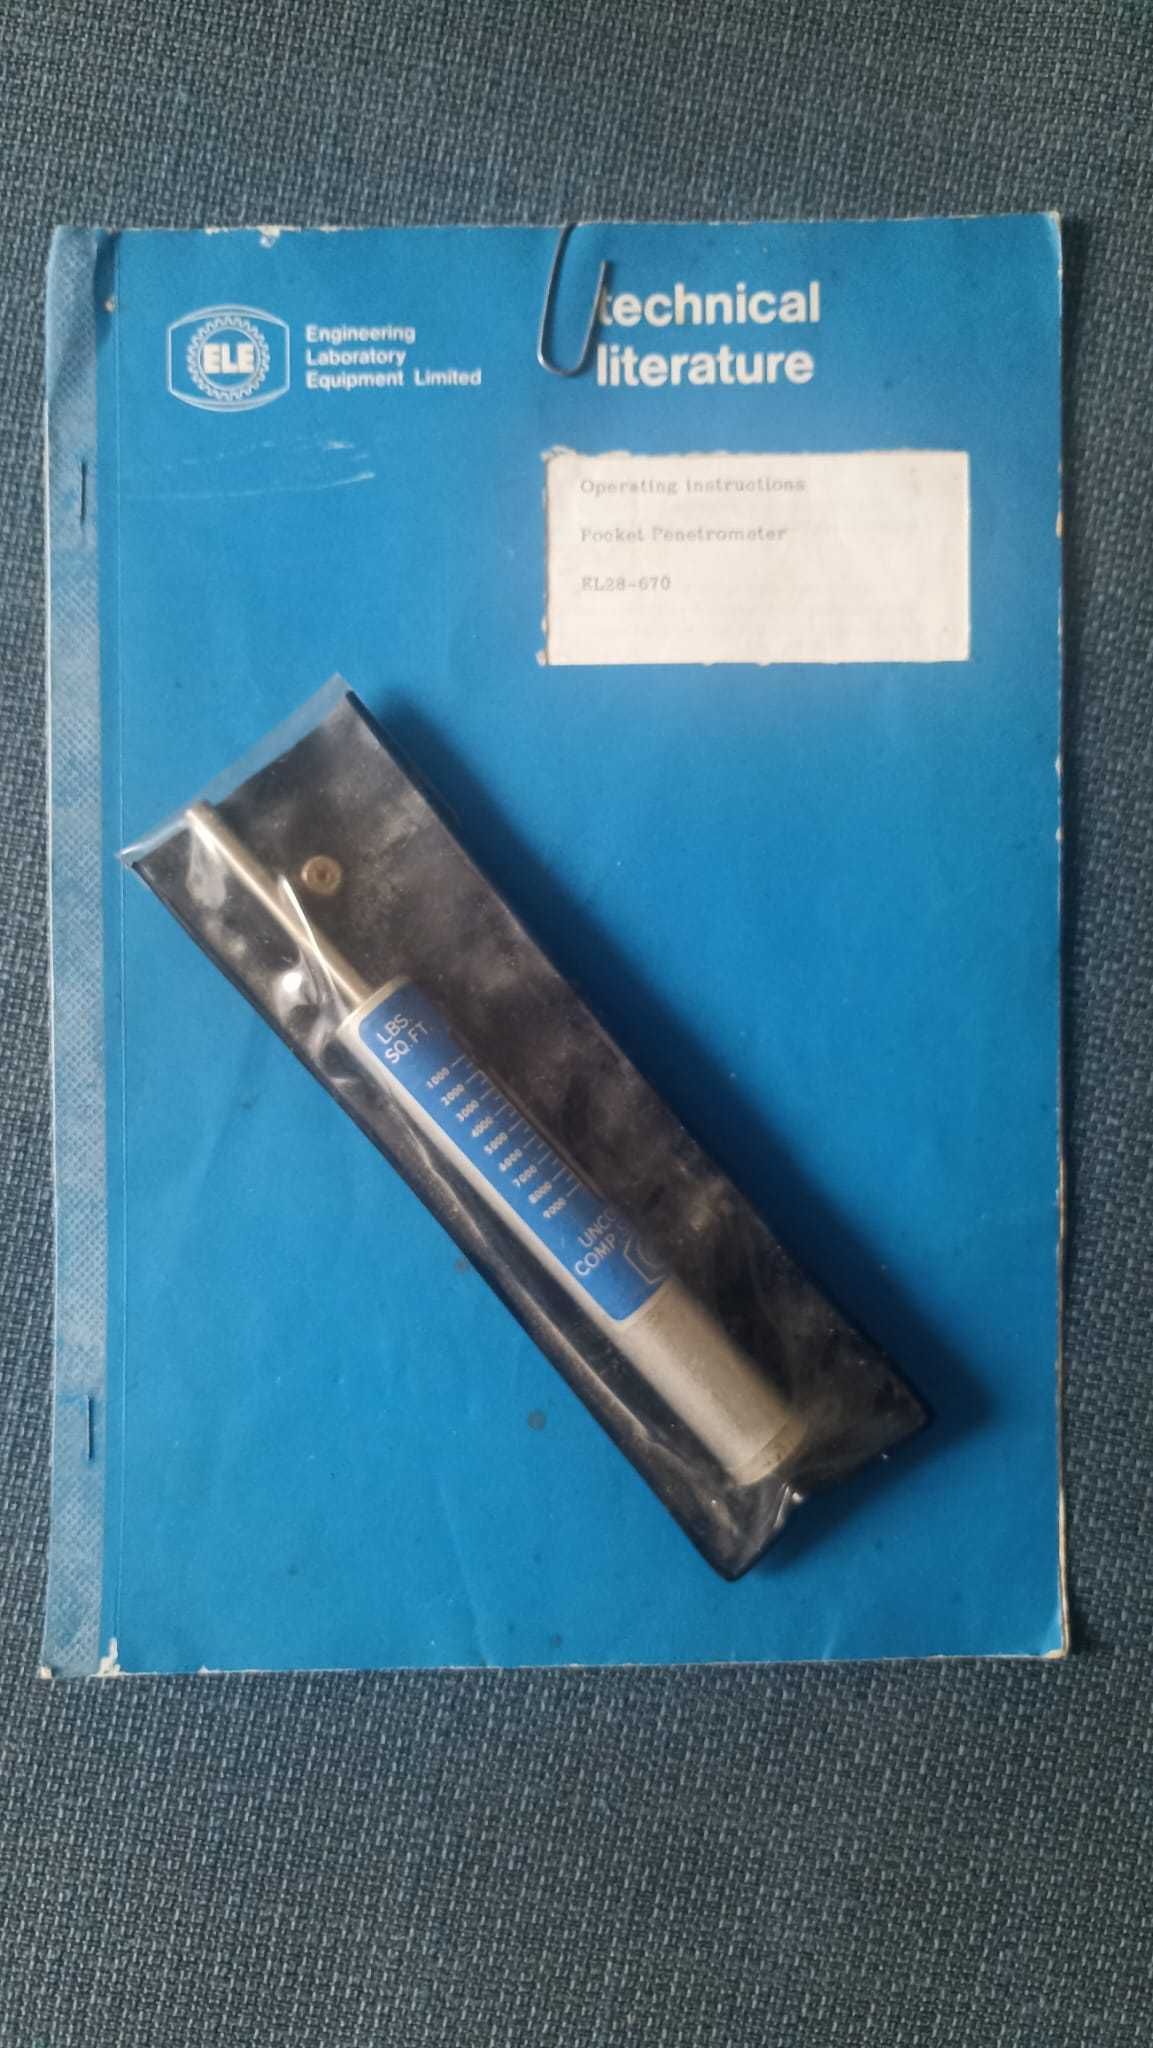 ELE
Engineering
Laboratory
Equipment Limited
technical
literature
Operating instructions
Pocket Penetrometer
EL28-670
LBS.
SQ.FT.
1000
2000
3000
4000
5000
6000
7000
8000
9000